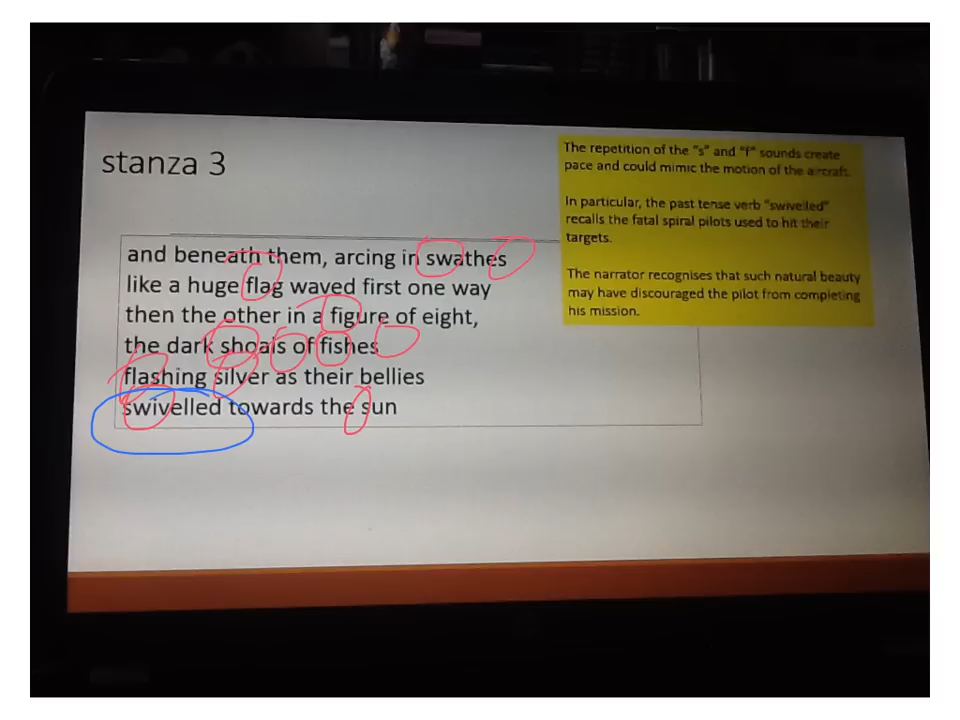 stanza 3
The repetition of the "s" and "f" sounds create
pace and could mimic the motion of the aircraft.
In particular, the past tense verb "swivelled"
recalls the fatal spiral pilots used to hit their
targets.
The narrator recognises that such natural beauty
may have discouraged the pilot from completing
his mission.
and beneath them, arcing in swathes
like a huge flag waved first one way
then the other in a figure of eight,
the dark shoals of fishes
flashing silver as their bellies
swivelled towards the sun